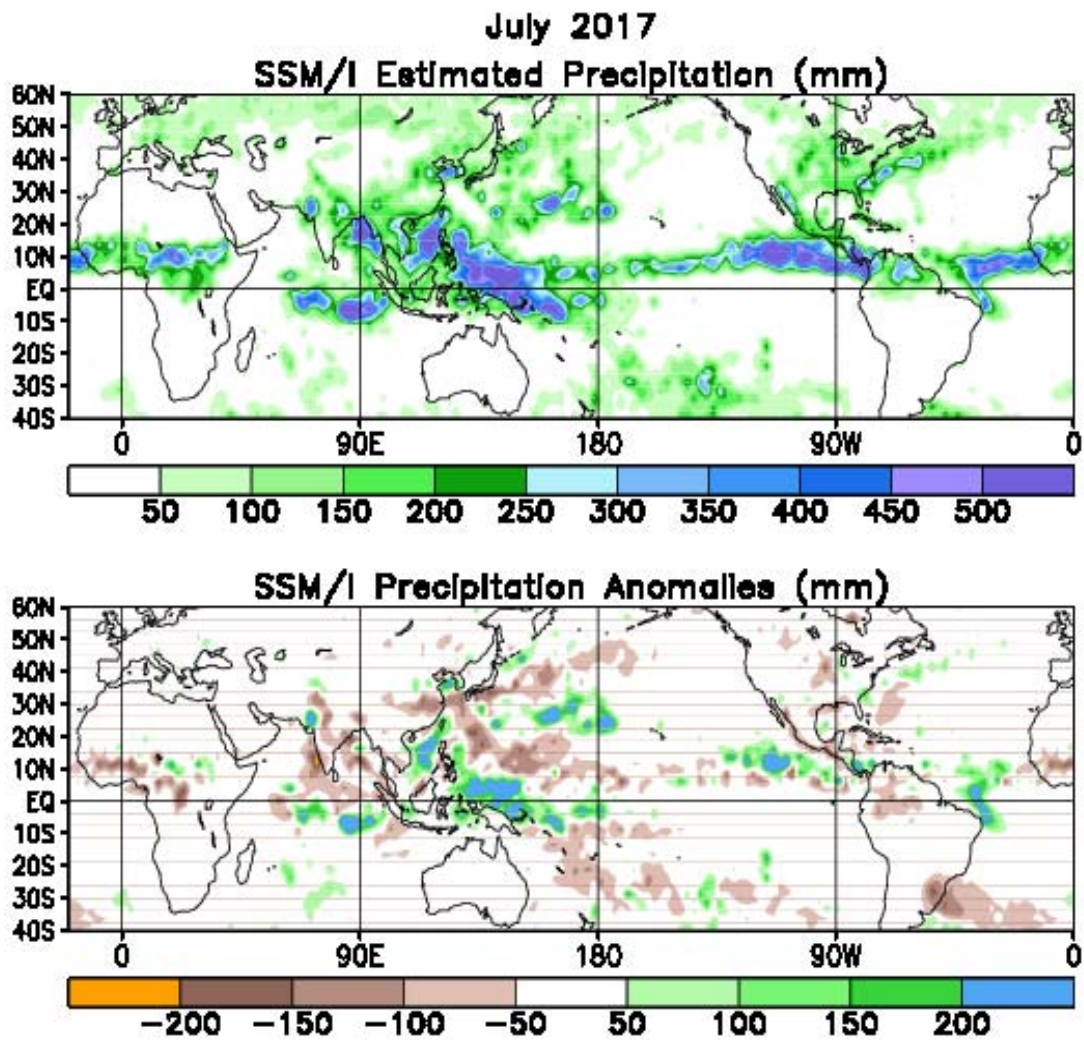 July 2017
SSM/I Estimated Precipitation (mm)
60N
50N
40N
30N
20N
10N
EQ
10S
20S
30S
40S
0 90E 180 90W 0
50 100 150 200 250 300 350 400 450 500
SSM/I Precipitation Anomalies (mm)
60N
50N
40N
30N
20N
10N
EQ
10S
20S
30S
40S
0 90E 180 90W 0
−200 −150 −100 −50 50 100 150 200